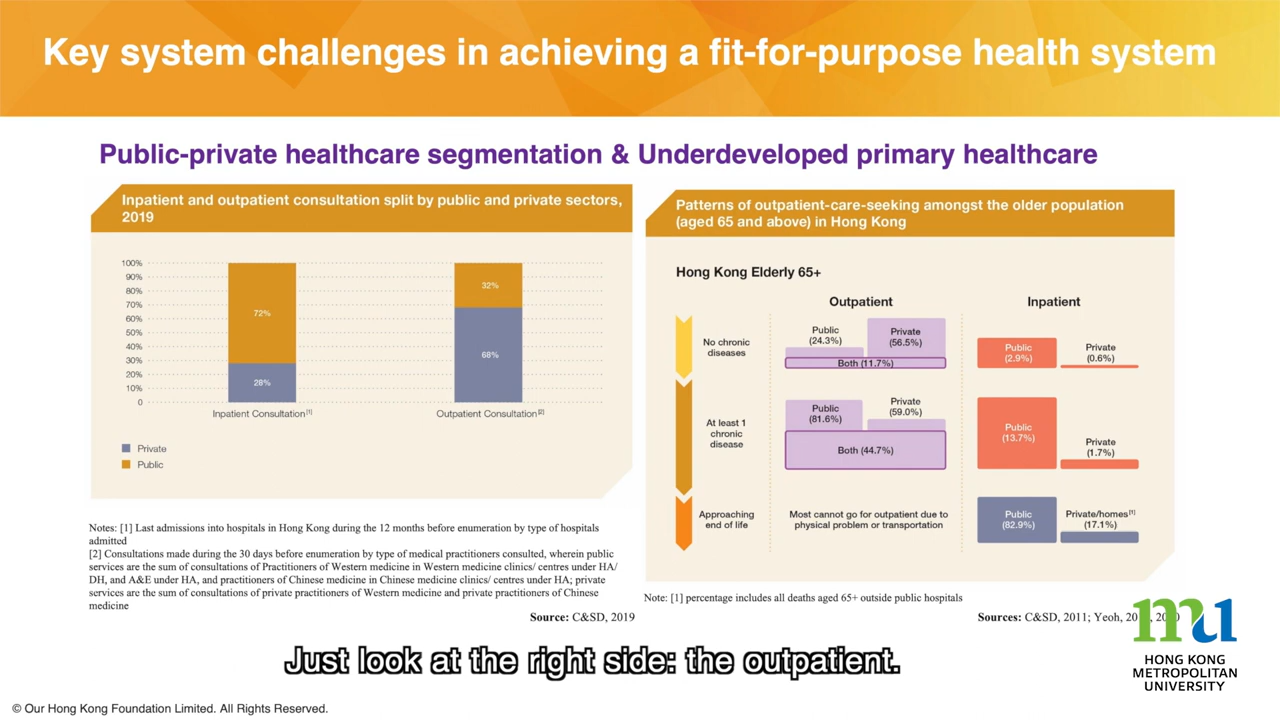 Key system challenges in achieving a fit-for-purpose health system
Public-private healthcare segmentation & Underdeveloped primary healthcare
Inpatient and outpatient consultation split by public and private sectors,
2019
100%
90%
80%
70%
60%
50%
40%
30%
20%
10%
0
72%
28%
32%
68%
Inpatient Consultation[1]
Outpatient Consultation[2]
Private
Public
Notes: [1] Last admissions into hospitals in Hong Kong during the 12 months before enumeration by type of hospitals
admitted
[2] Consultations made during the 30 days before enumeration by type of medical practitioners consulted, wherein public
services are the sum of consultations of Practitioners of Western medicine in Western medicine clinics/ centres under HA/
DH, and A&E under HA, and practitioners of Chinese medicine in Chinese medicine clinics/ centres under HA; private
services are the sum of consultations of private practitioners of Western medicine and private practitioners of Chinese
medicine
Source: C&SD, 2019
Patterns of outpatient-care-seeking amongst the older population
(aged 65 and above) in Hong Kong
Hong Kong Elderly 65+
Outpatient
Inpatient
No chronic
diseases
Public
(24.3%)
Private
(56.5%)
Both (11.7%)
Public
(2.9%)
Private
(0.6%)
At least 1
chronic
disease
Public
(81.6%)
Private
(59.0%)
Both (44.7%)
Public
(13.7%)
Private
(1.7%)
Approaching
end of life
Most cannot go for outpatient due to
physical problem or transportation
Public
(82.9%)
Private/homes[1]
(17.1%)
Note: [1] percentage includes all deaths aged 65+ outside public hospitals
Sources: C&SD, 2011; Yeoh,
mu
HONG KONG
METROPOLITAN
UNIVERSITY
Just look at the right side: the outpatient.
© Our Hong Kong Foundation Limited. All Rights Reserved.